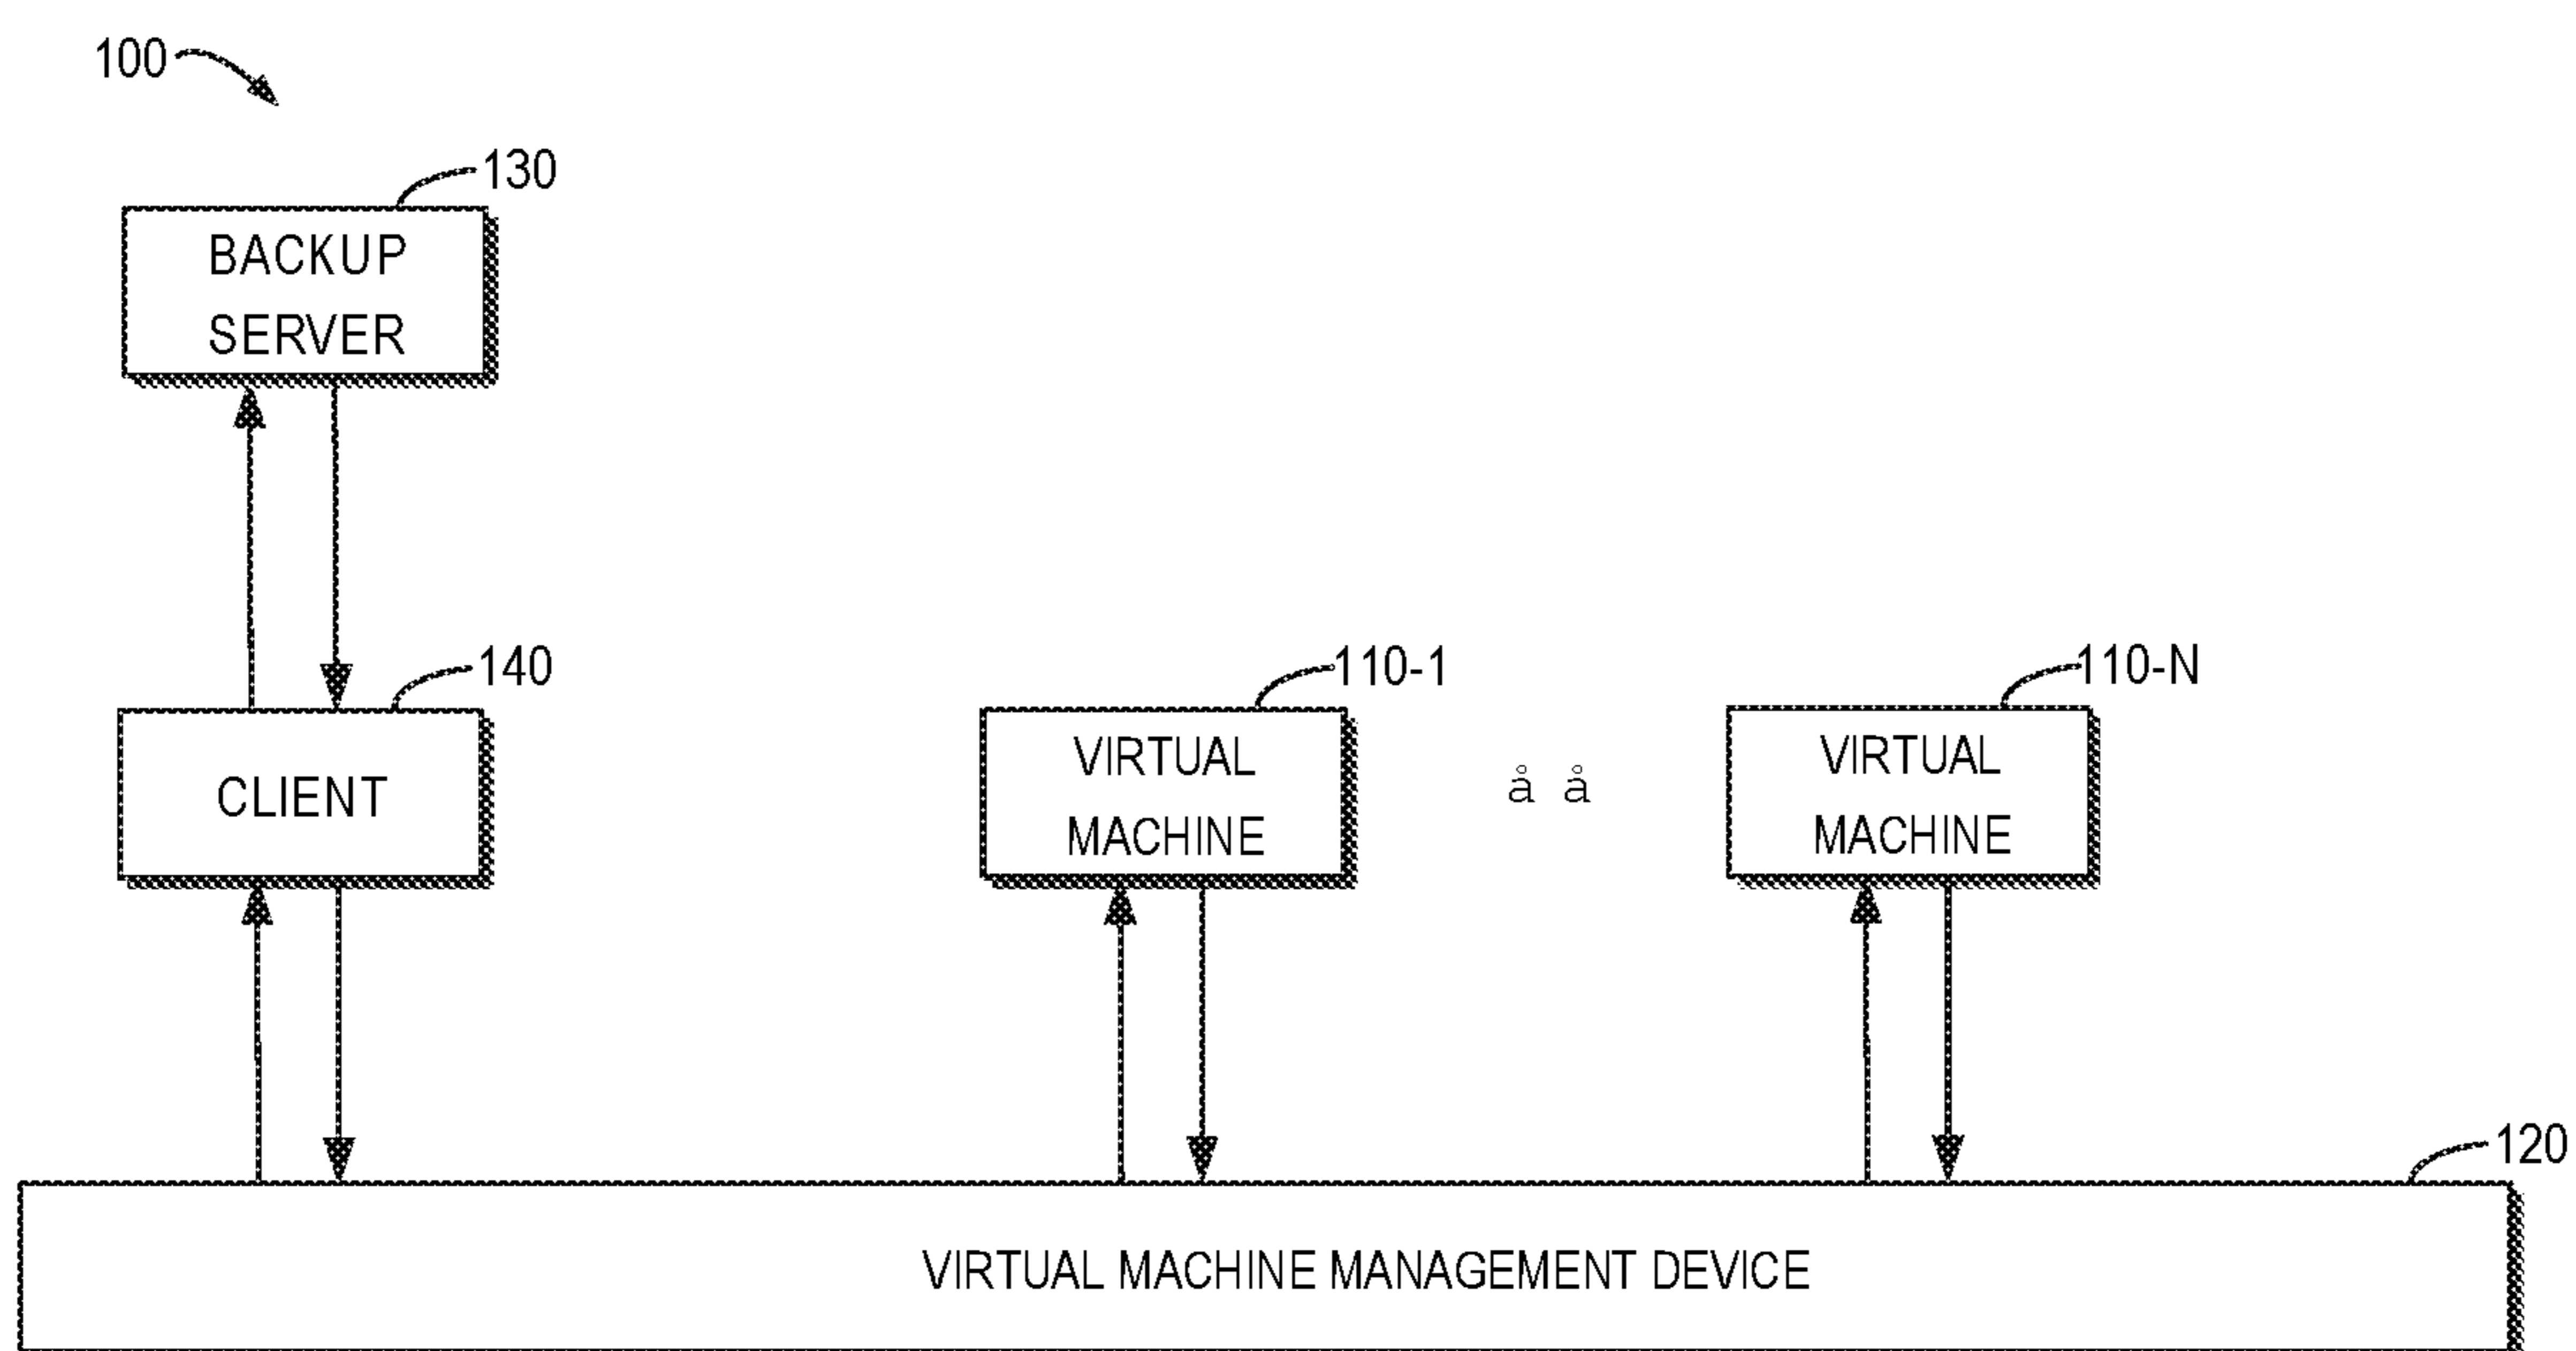 100
130
BACKUP
SERVER
140
110-1
110-N
CLIENT
VIRTUAL
MACHINE
å å
VIRTUAL
MACHINE
120
VIRTUAL MACHINE MANAGEMENT DEVICE